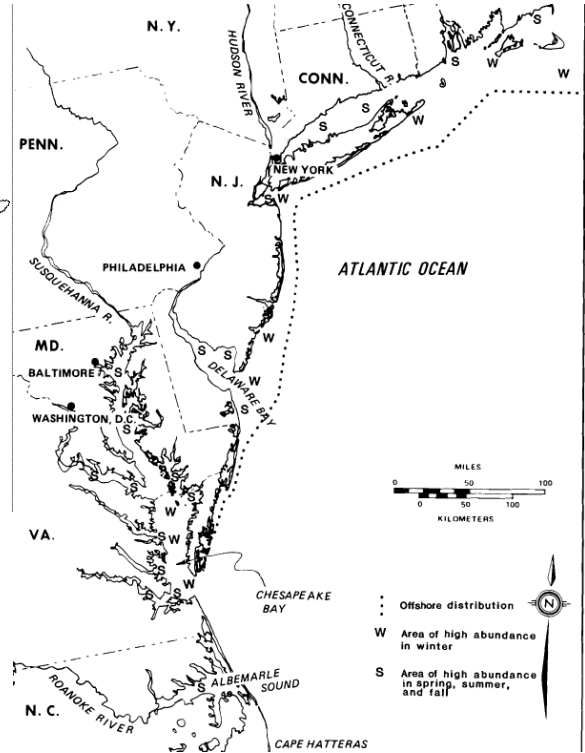 N.Y.
HUDSON RIVER
CONNECTICUT R.
CONN.
S
S
W
W
S
S
W
PENN.
NEW YORK
N.J.
S W
PHILADELPHIA
ATLANTIC OCEAN
SUSQUEHANNA R.
W
MD.
S S
BALTIMORE
S
DELAWARE BAY
W
WASHINGTON, D.C.
S
S
S
S
S
S
W
VA.
S
W
S
W
S
S
CHESAPEAKE
BAY
MILES
0 50 100
0 50 100
KILOMETERS
N
Offshore distribution
W Area of high abundance
in winter
S Area of high abundance
in spring, summer,
and fall
ALBEMARLE
SOUND
S
ROANOKE RIVER
N.C.
CAPE HATTERAS